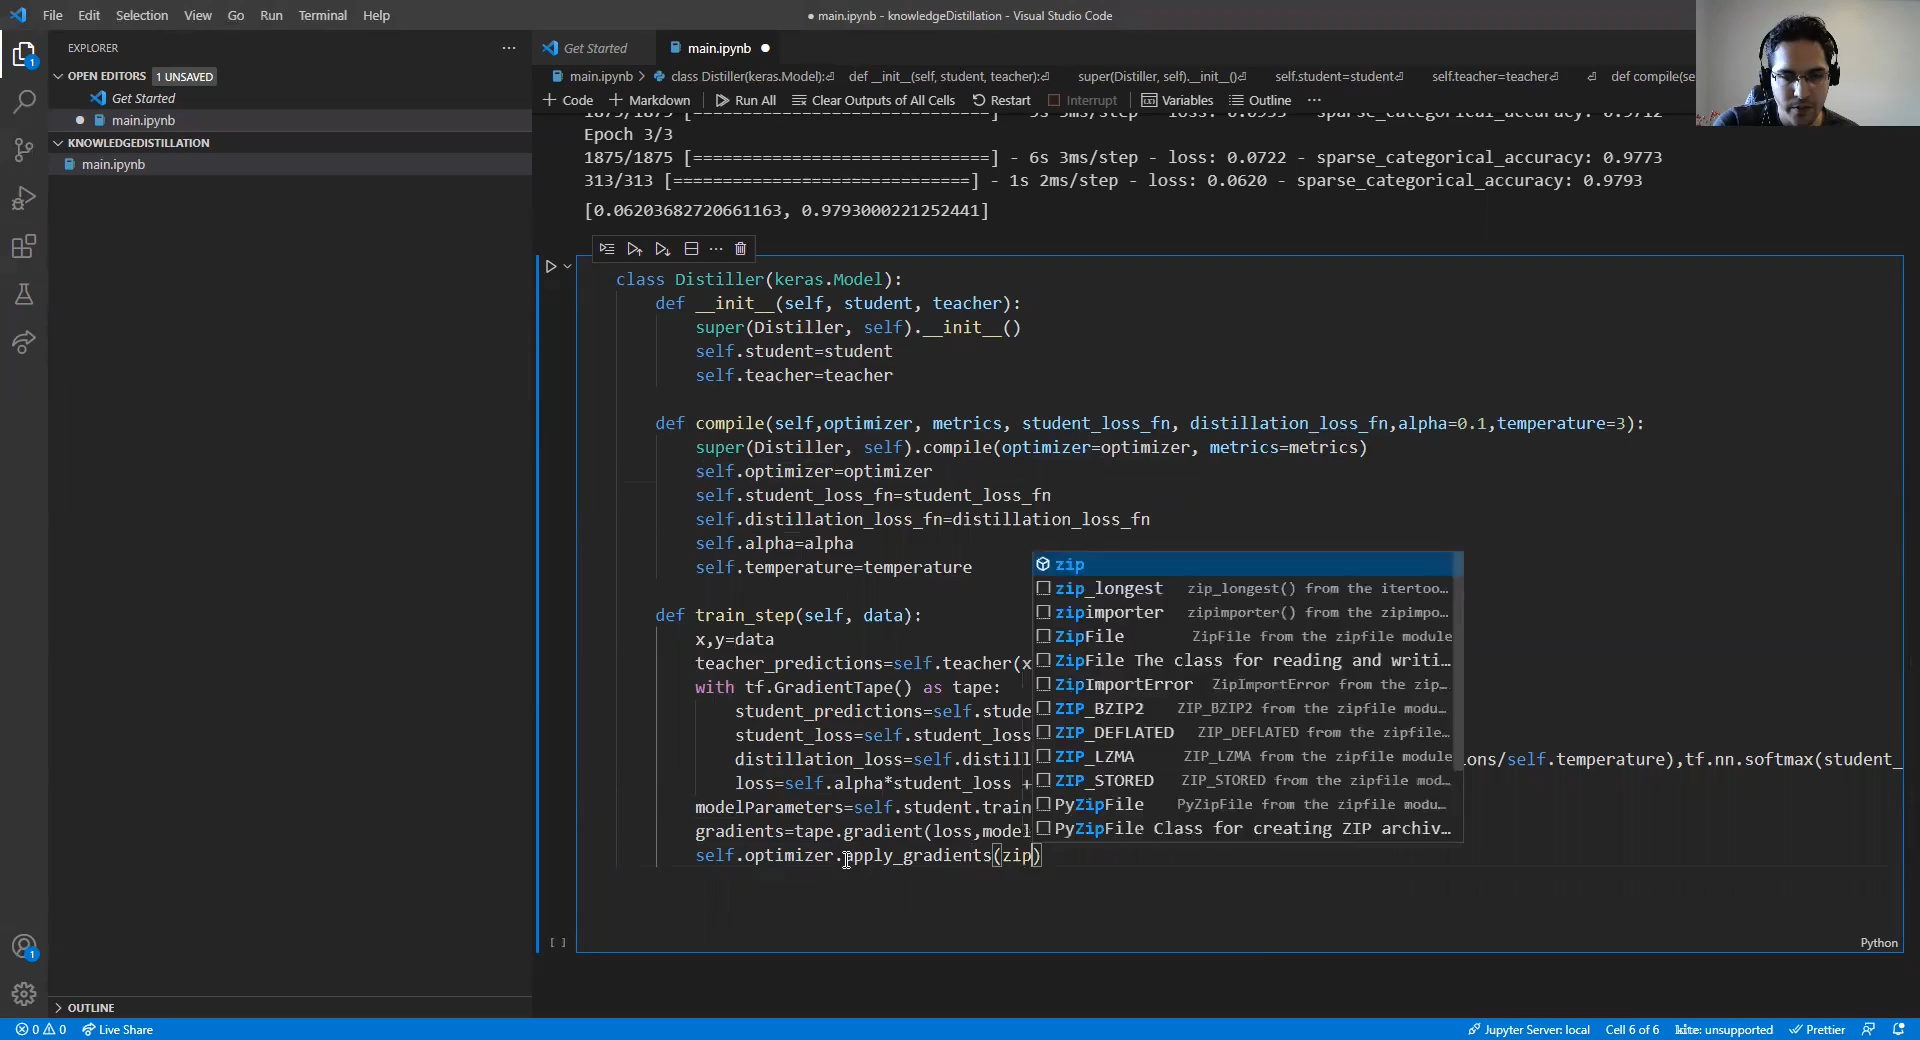 File Edit Selection View Go Run Terminal Help
● main.ipynb - knowledgeDistillation - Visual Studio Code
EXPLORER
OPEN EDITORS 1 UNSAVED
Get Started
main.ipynb
KNOWLEDGEDISTILLATION
main.ipynb
OUTLINE
Get Started main.ipynb
main.ipynb > class Distiller(keras.Model): def __init__(self, student, teacher): super(Distiller, self).__init__() self.student=student self.teacher=teacher def compile(se
+ Code + Markdown Run All Clear Outputs of All Cells Restart Interrupt Variables Outline ...
Epoch 3/3
1875/1875 [==============================] - 6s 3ms/step - loss: 0.0722 - sparse_categorical_accuracy: 0.9773
313/313 [==============================] - 1s 2ms/step - loss: 0.0620 - sparse_categorical_accuracy: 0.9793
[0.06203682720661163, 0.9793000221252441]
class Distiller(keras.Model):
def __init__(self, student, teacher):
super(Distiller, self).__init__()
self.student=student
self.teacher=teacher
def compile(self,optimizer, metrics, student_loss_fn, distillation_loss_fn,alpha=0.1,temperature=3):
super(Distiller, self).compile(optimizer=optimizer, metrics=metrics)
self.optimizer=optimizer
self.student_loss_fn=student_loss_fn
self.distillation_loss_fn=distillation_loss_fn
self.alpha=alpha
self.temperature=temperature
def train_step(self, data):
x,y=data
teacher_predictions=self.teacher(x
with tf.GradientTape() as tape:
student_predictions=self.stude
student_loss=self.student_loss
distillation_loss=self.distill
ons/self.temperature),tf.nn.softmax(student_
loss=self.alpha*student_loss +
modelParameters=self.student.train
gradients=tape.gradient(loss,model
self.optimizer.apply_gradients(zip)
zip
zip_longest zip_longest() from the itertoo…
zipimporter zipimporter() from the zipimpo…
ZipFile ZipFile from the zipfile module
ZipFile The class for reading and writi…
ZipImportError ZipImportError from the zip…
ZIP_BZIP2 ZIP_BZIP2 from the zipfile modu…
ZIP_DEFLATED ZIP_DEFLATED from the zipfile…
ZIP_LZMA ZIP_LZMA from the zipfile module
ZIP_STORED ZIP_STORED from the zipfile mod…
PyZipFile PyZipFile from the zipfile modu…
PyZipFile Class for creating ZIP archiv…
[ ]
Python
0 0 Live Share
Jupyter Server: local Cell 6 of 6 kite: unsupported Prettier